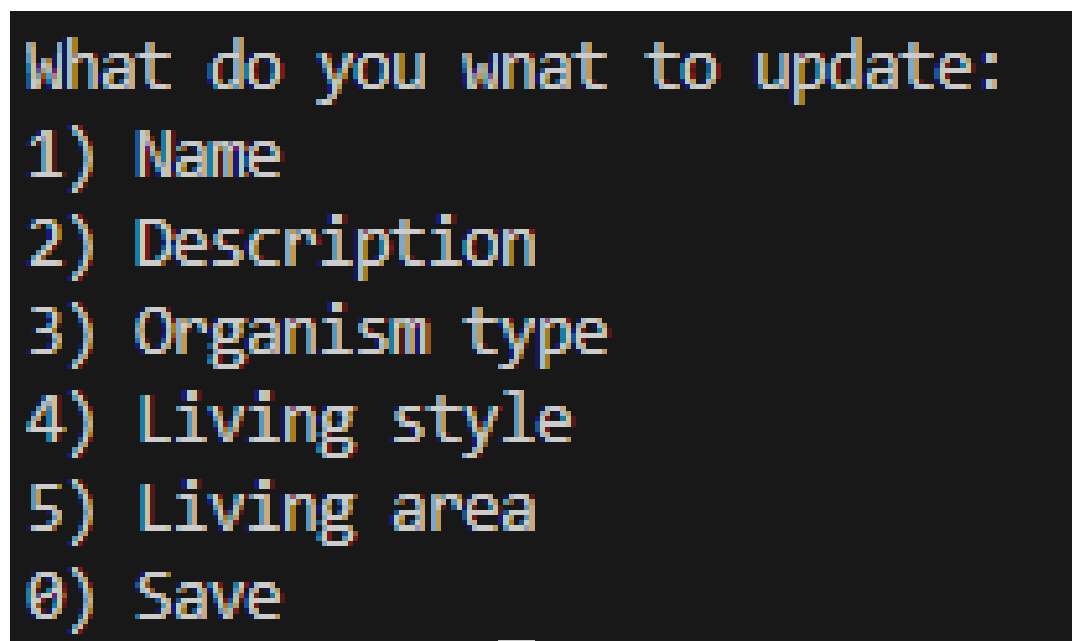 What do you wnat to update:
1) Name
2) Description
3) Organism type
4) Living style
5) Living area
0) Save